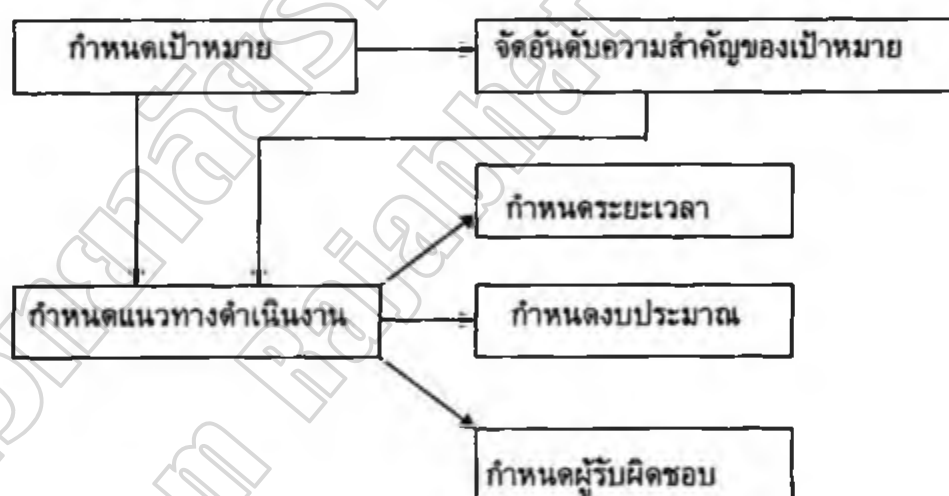 กำหนดเป้าหมาย
จัดอันดับความสำคัญของเป้าหมาย
กำหนดระยะเวลา
กำหนดแนวทางดำเนินงาน
กำหนดงบประมาณ
กำหนดผู้รับผิดชอบ